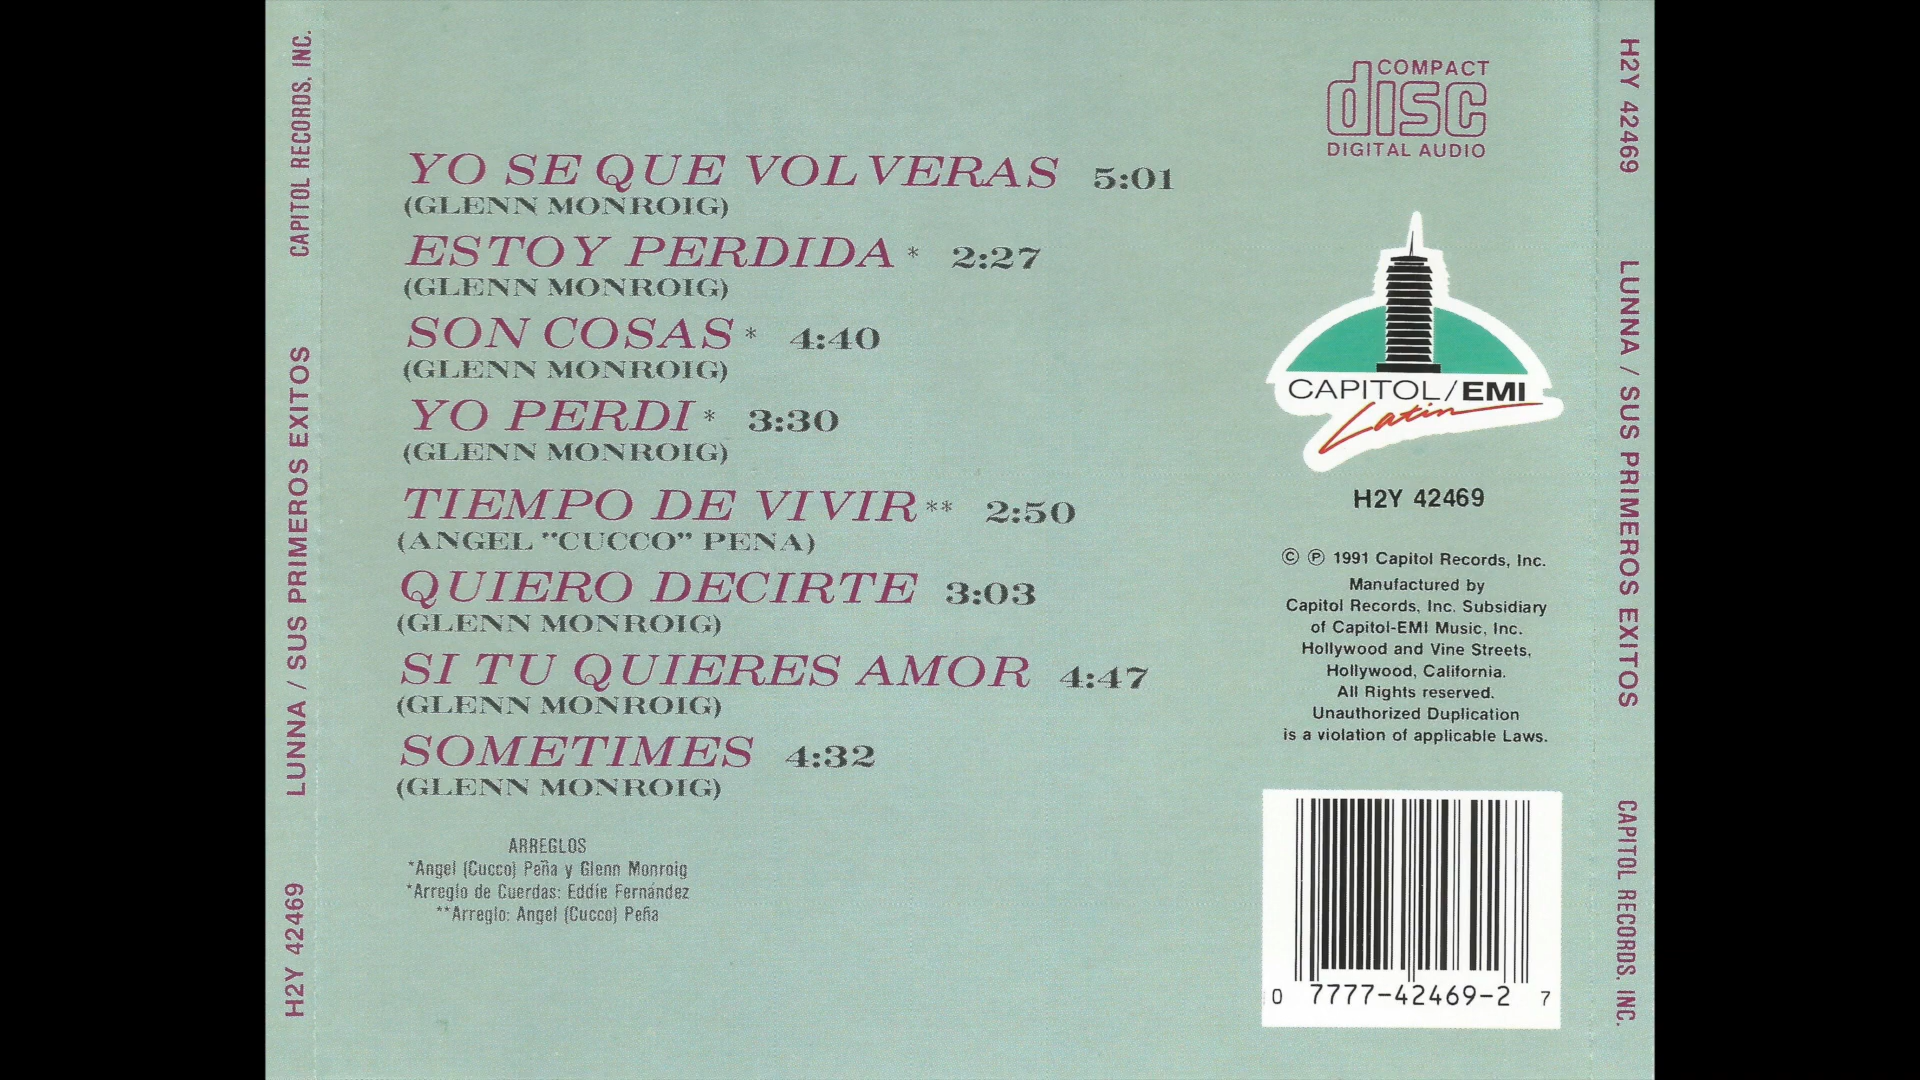 CAPITOL RECORDS, INC.
LUNNA / SUS PRIMEROS EXITOS
H2Y 42469
YO SE QUE VOLVERAS 5:01
(GLENN MONROIG)
ESTOY PERDIDA* 2:27
(GLENN MONROIG)
SON COSAS* 4:40
(GLENN MONROIG)
YO PERDI* 3:30
(GLENN MONROIG)
TIEMPO DE VIVIR** 2:50
(ANGEL "CUCCO" PENA)
QUIERO DECIRTE 3:03
(GLENN MONROIG)
SI TU QUIERES AMOR 4:47
(GLENN MONROIG)
SOMETIMES 4:32
(GLENN MONROIG)
ARREGLOS
*Angel (Cucco) Peña y Glenn Monroig
*Arreglo de Cuerdas: Eddie Fernández
**Arreglo: Angel (Cucco) Peña
COMPACT
disc
DIGITAL AUDIO
CAPITOL/EMI
Latin
H2Y 42469
© ℗ 1991 Capitol Records, Inc.
Manufactured by
Capitol Records, Inc. Subsidiary
of Capitol-EMI Music, Inc.
Hollywood and Vine Streets,
Hollywood, California.
All Rights reserved.
Unauthorized Duplication
is a violation of applicable Laws.
0 7777-42469-2 7
H2Y 42469
LUNNA / SUS PRIMEROS EXITOS
CAPITOL RECORDS, INC.